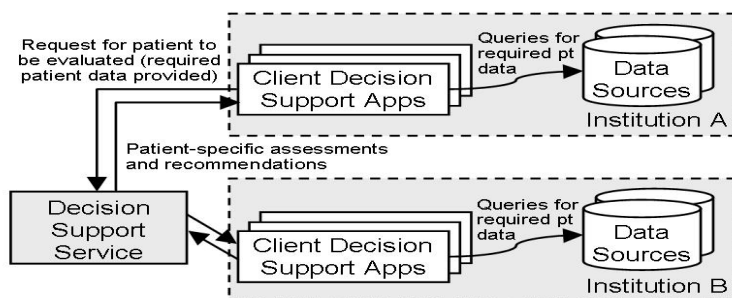 Request for patient to
be evaluated (required
patient data provided)
Client Decision
Support Apps
Queries for
required pt
data
Data
Sources
Institution A
Patient-specific assessments
and recommendations
Decision
Support
Service
Client Decision
Support Apps
Queries for
required pt
data
Data
Sources
Institution B